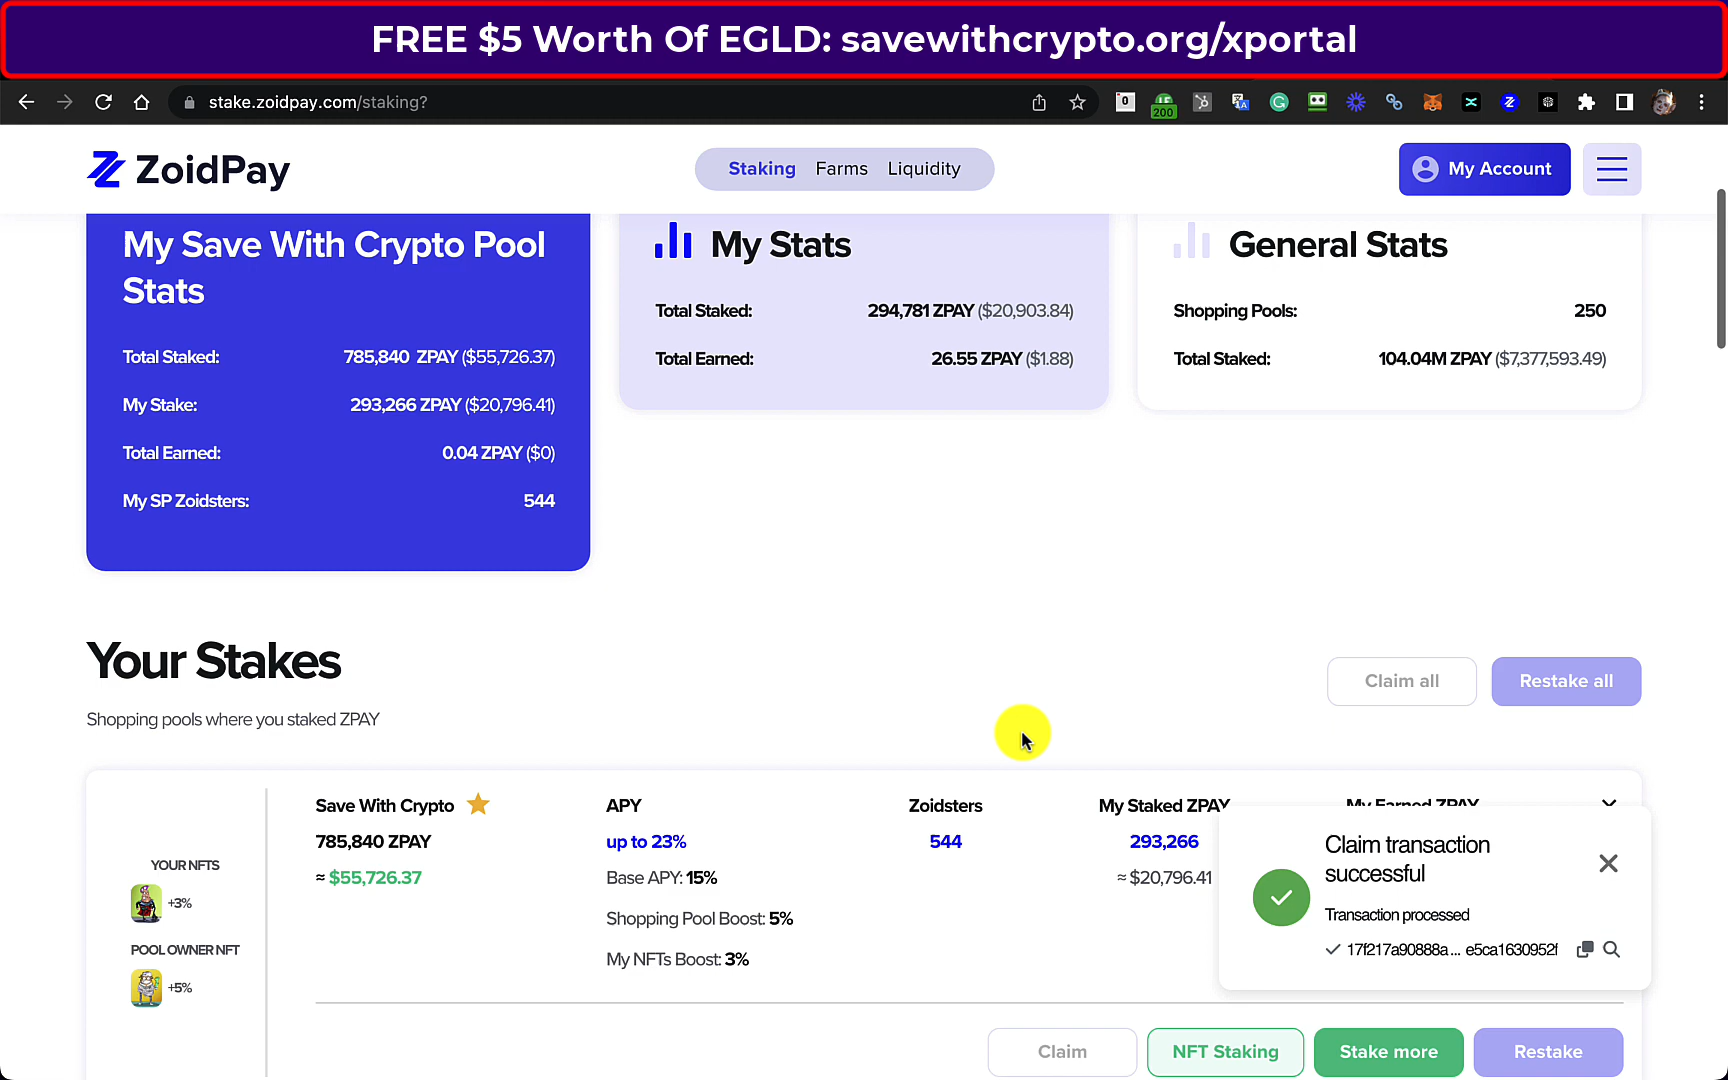 FREE $5 Worth Of EGLD: savewithcrypto.org/xportal
stake.zoidpay.com/staking?
0
200
ZoidPay
Staking Farms Liquidity
My Account
My Save With Crypto Pool
Stats
Total Staked: 785,840 ZPAY ($55,726.37)
My Stake: 293,266 ZPAY ($20,796.41)
Total Earned: 0.04 ZPAY ($0)
My SP Zoidsters: 544
My Stats
Total Staked: 294,781 ZPAY ($20,903.84)
Total Earned: 26.55 ZPAY ($1.88)
General Stats
Shopping Pools: 250
Total Staked: 104.04M ZPAY ($7,377,593.49)
Your Stakes
Shopping pools where you staked ZPAY
Claim all Restake all
YOUR NFTS
+3%
POOL OWNER NFT
+5%
Save With Crypto
785,840 ZPAY
≈ $55,726.37
APY
up to 23%
Base APY: 15%
Shopping Pool Boost: 5%
My NFTs Boost: 3%
Zoidsters
544
My Staked ZPAY
293,266
≈ $20,796.41
My Earned ZPAY
Claim transaction
successful
Transaction processed
17f217a90888a... e5ca1630952f
Claim NFT Staking Stake more Restake